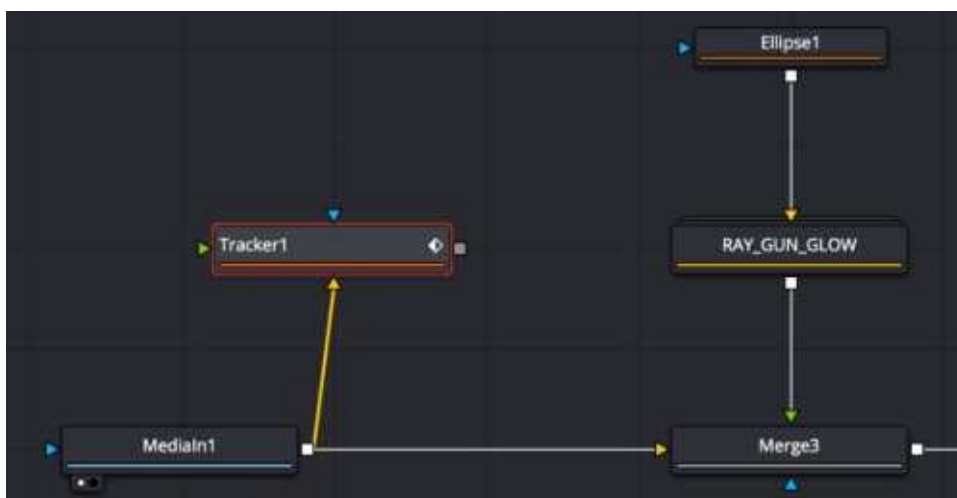 Ellipse1
Tracker1
RAY_GUN_GLOW
MediaIn1
Merge3